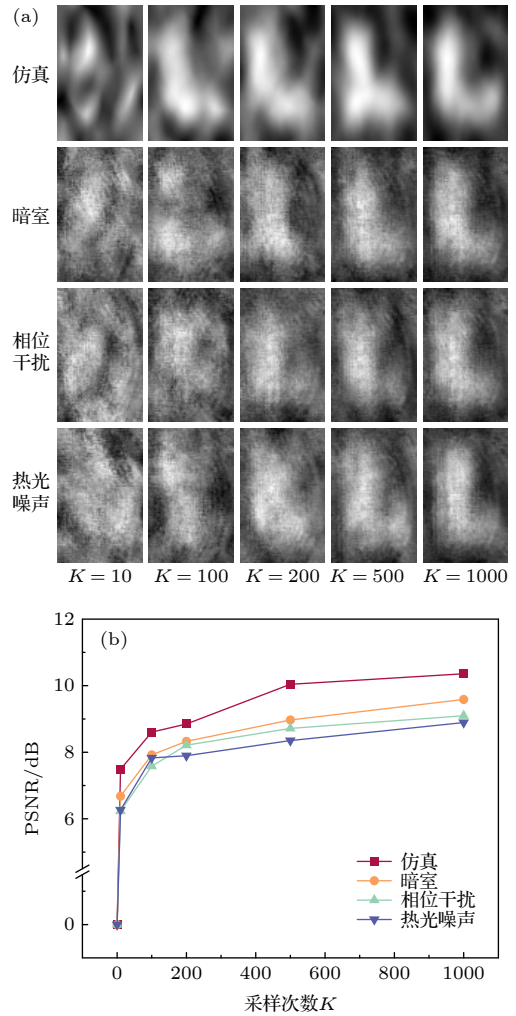 (a)
仿真
暗室
相位
干扰
热光
噪声
K = 10 K = 100 K = 200 K = 500 K = 1000
(b)
12
10
8
6
0
PSNR/dB
仿真
暗室
相位干扰
热光噪声
0 200 400 600 800 1000
采样次数K